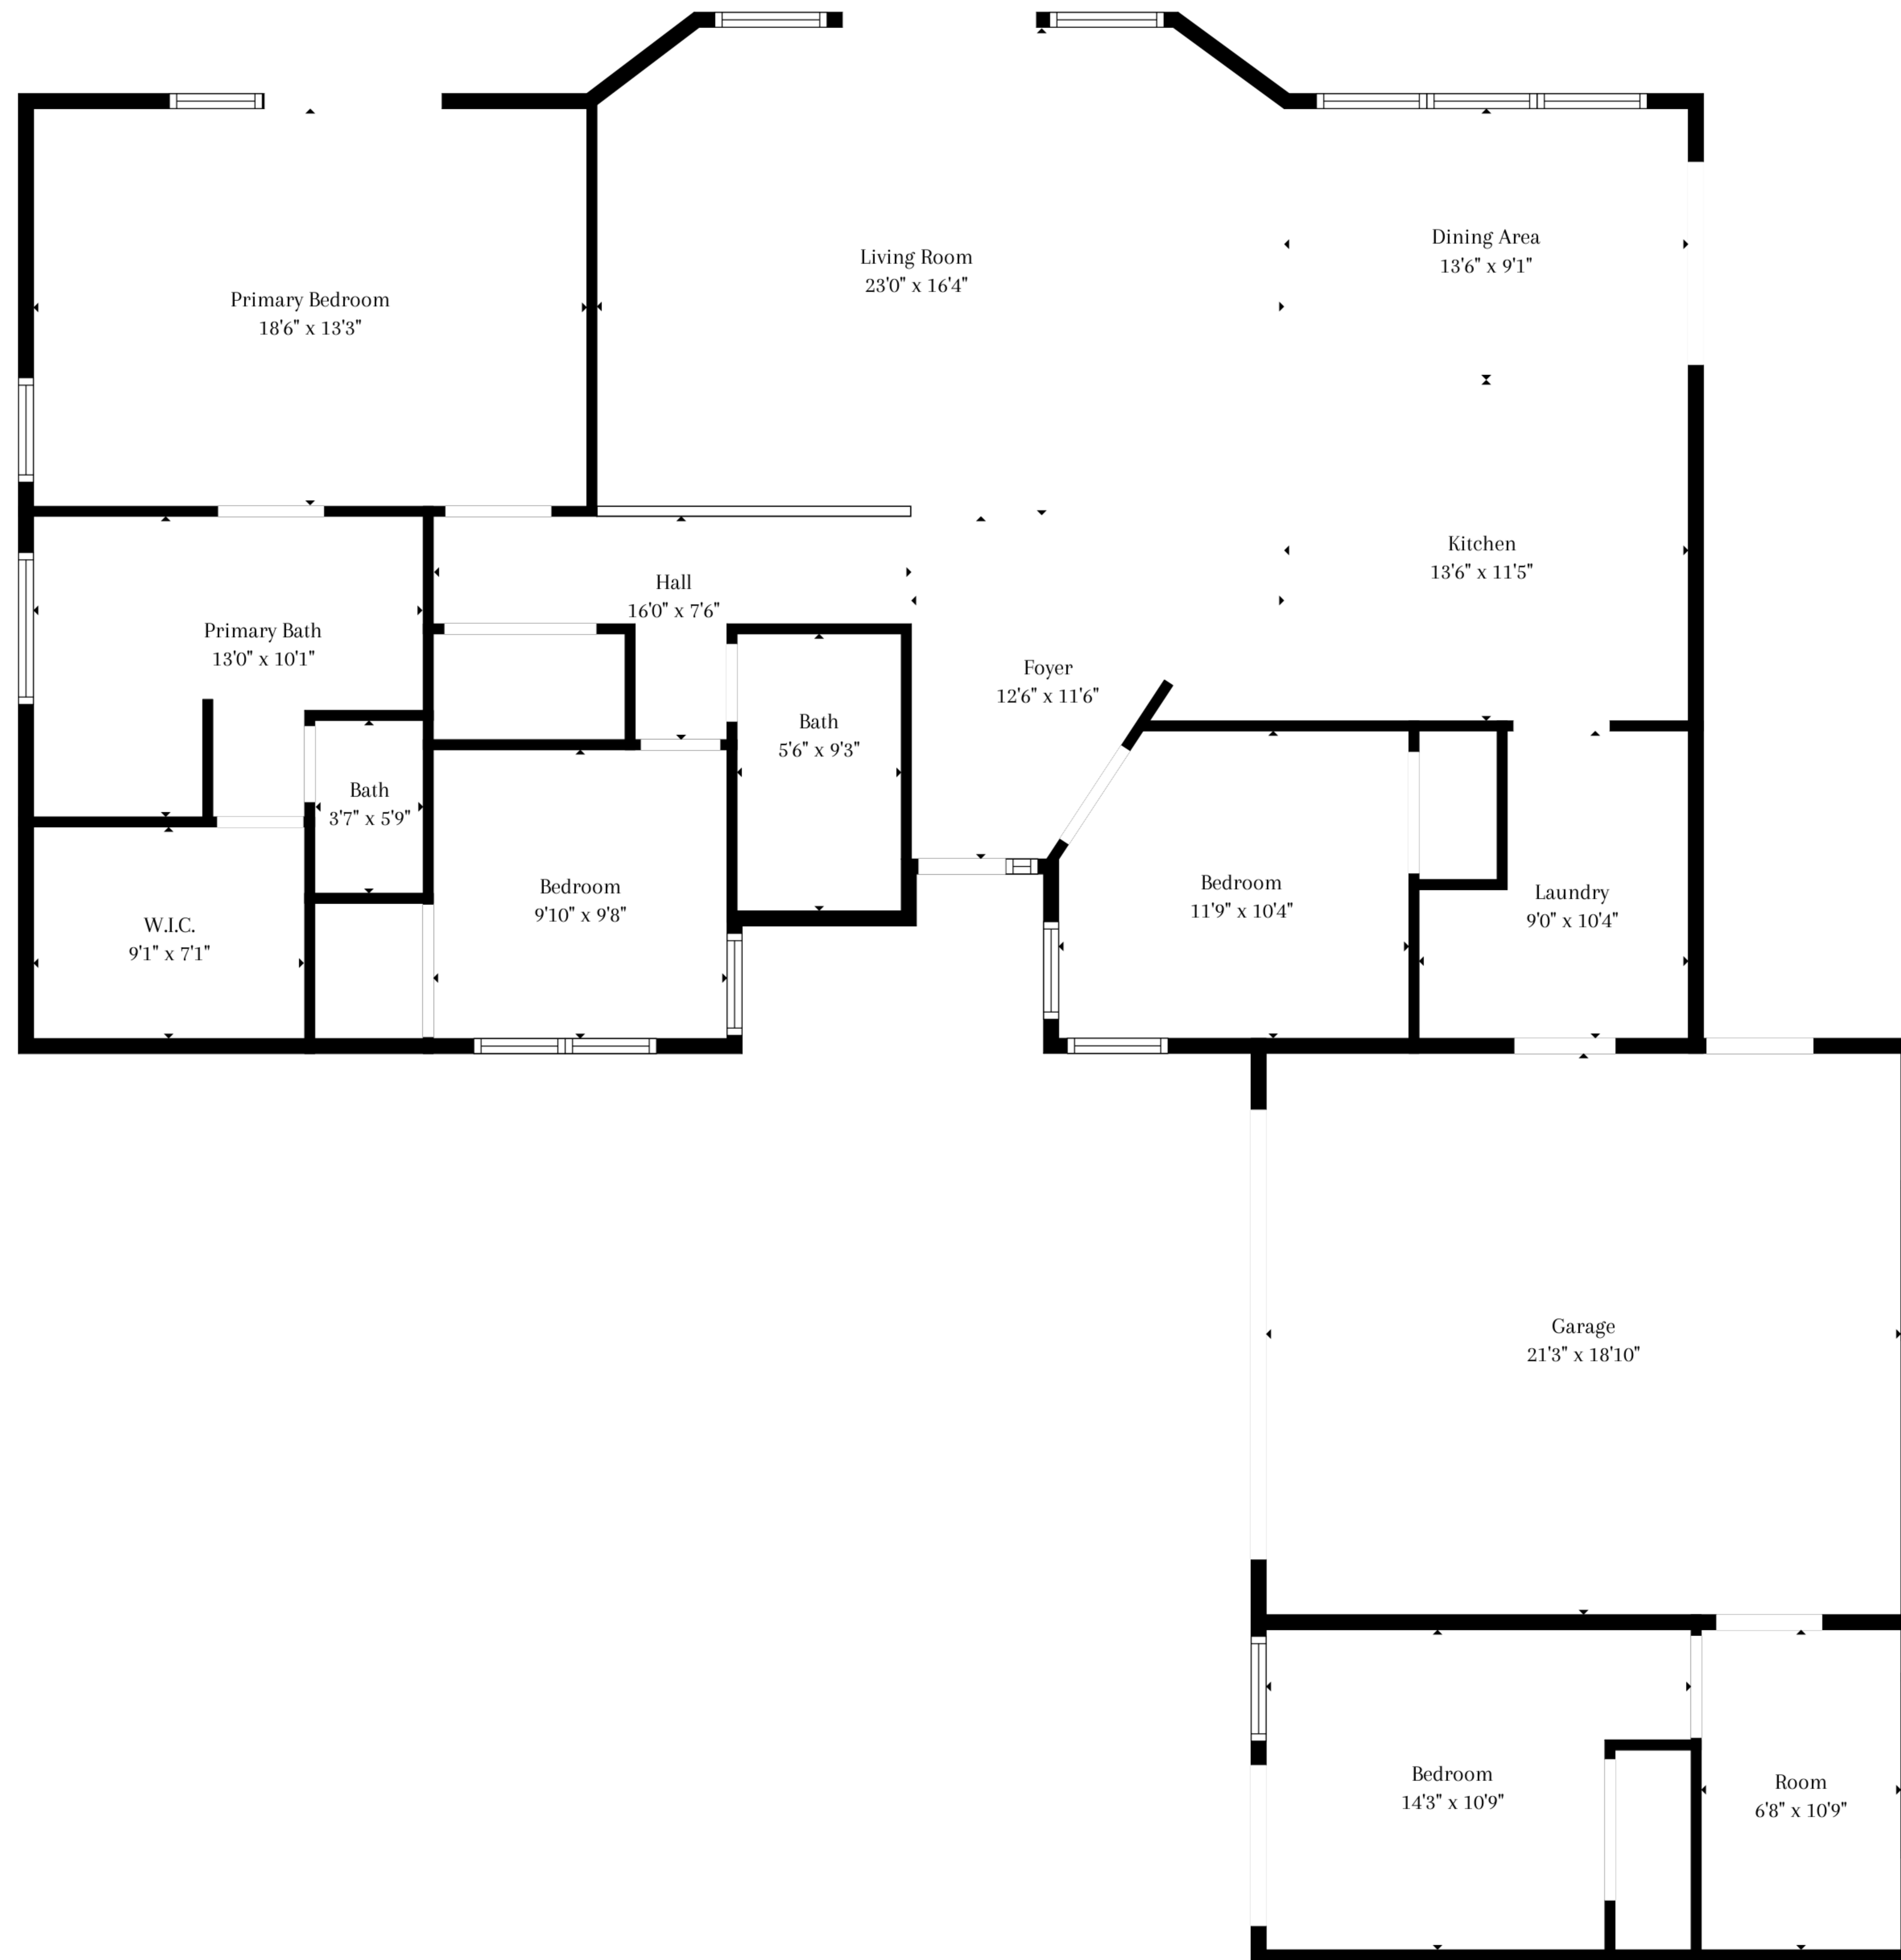 Dining Area
13'6" x 9'1"
Living Room
23'0" x 16'4"
Primary Bedroom
18'6" x 13'3"
Kitchen
13'6" x 11'5"
Hall
16'0" x 7'6"
Primary Bath
13'0" x 10'1"
Foyer
12'6" x 11'6"
Bath
5'6" x 9'3"
Bath
3'7" x 5'9"
Bedroom
9'10" x 9'8"
Bedroom
11'9" x 10'4"
Laundry
9'0" x 10'4"
W.I.C.
9'1" x 7'1"
Garage
21'3" x 18'10"
Bedroom
14'3" x 10'9"
Room
6'8" x 10'9"